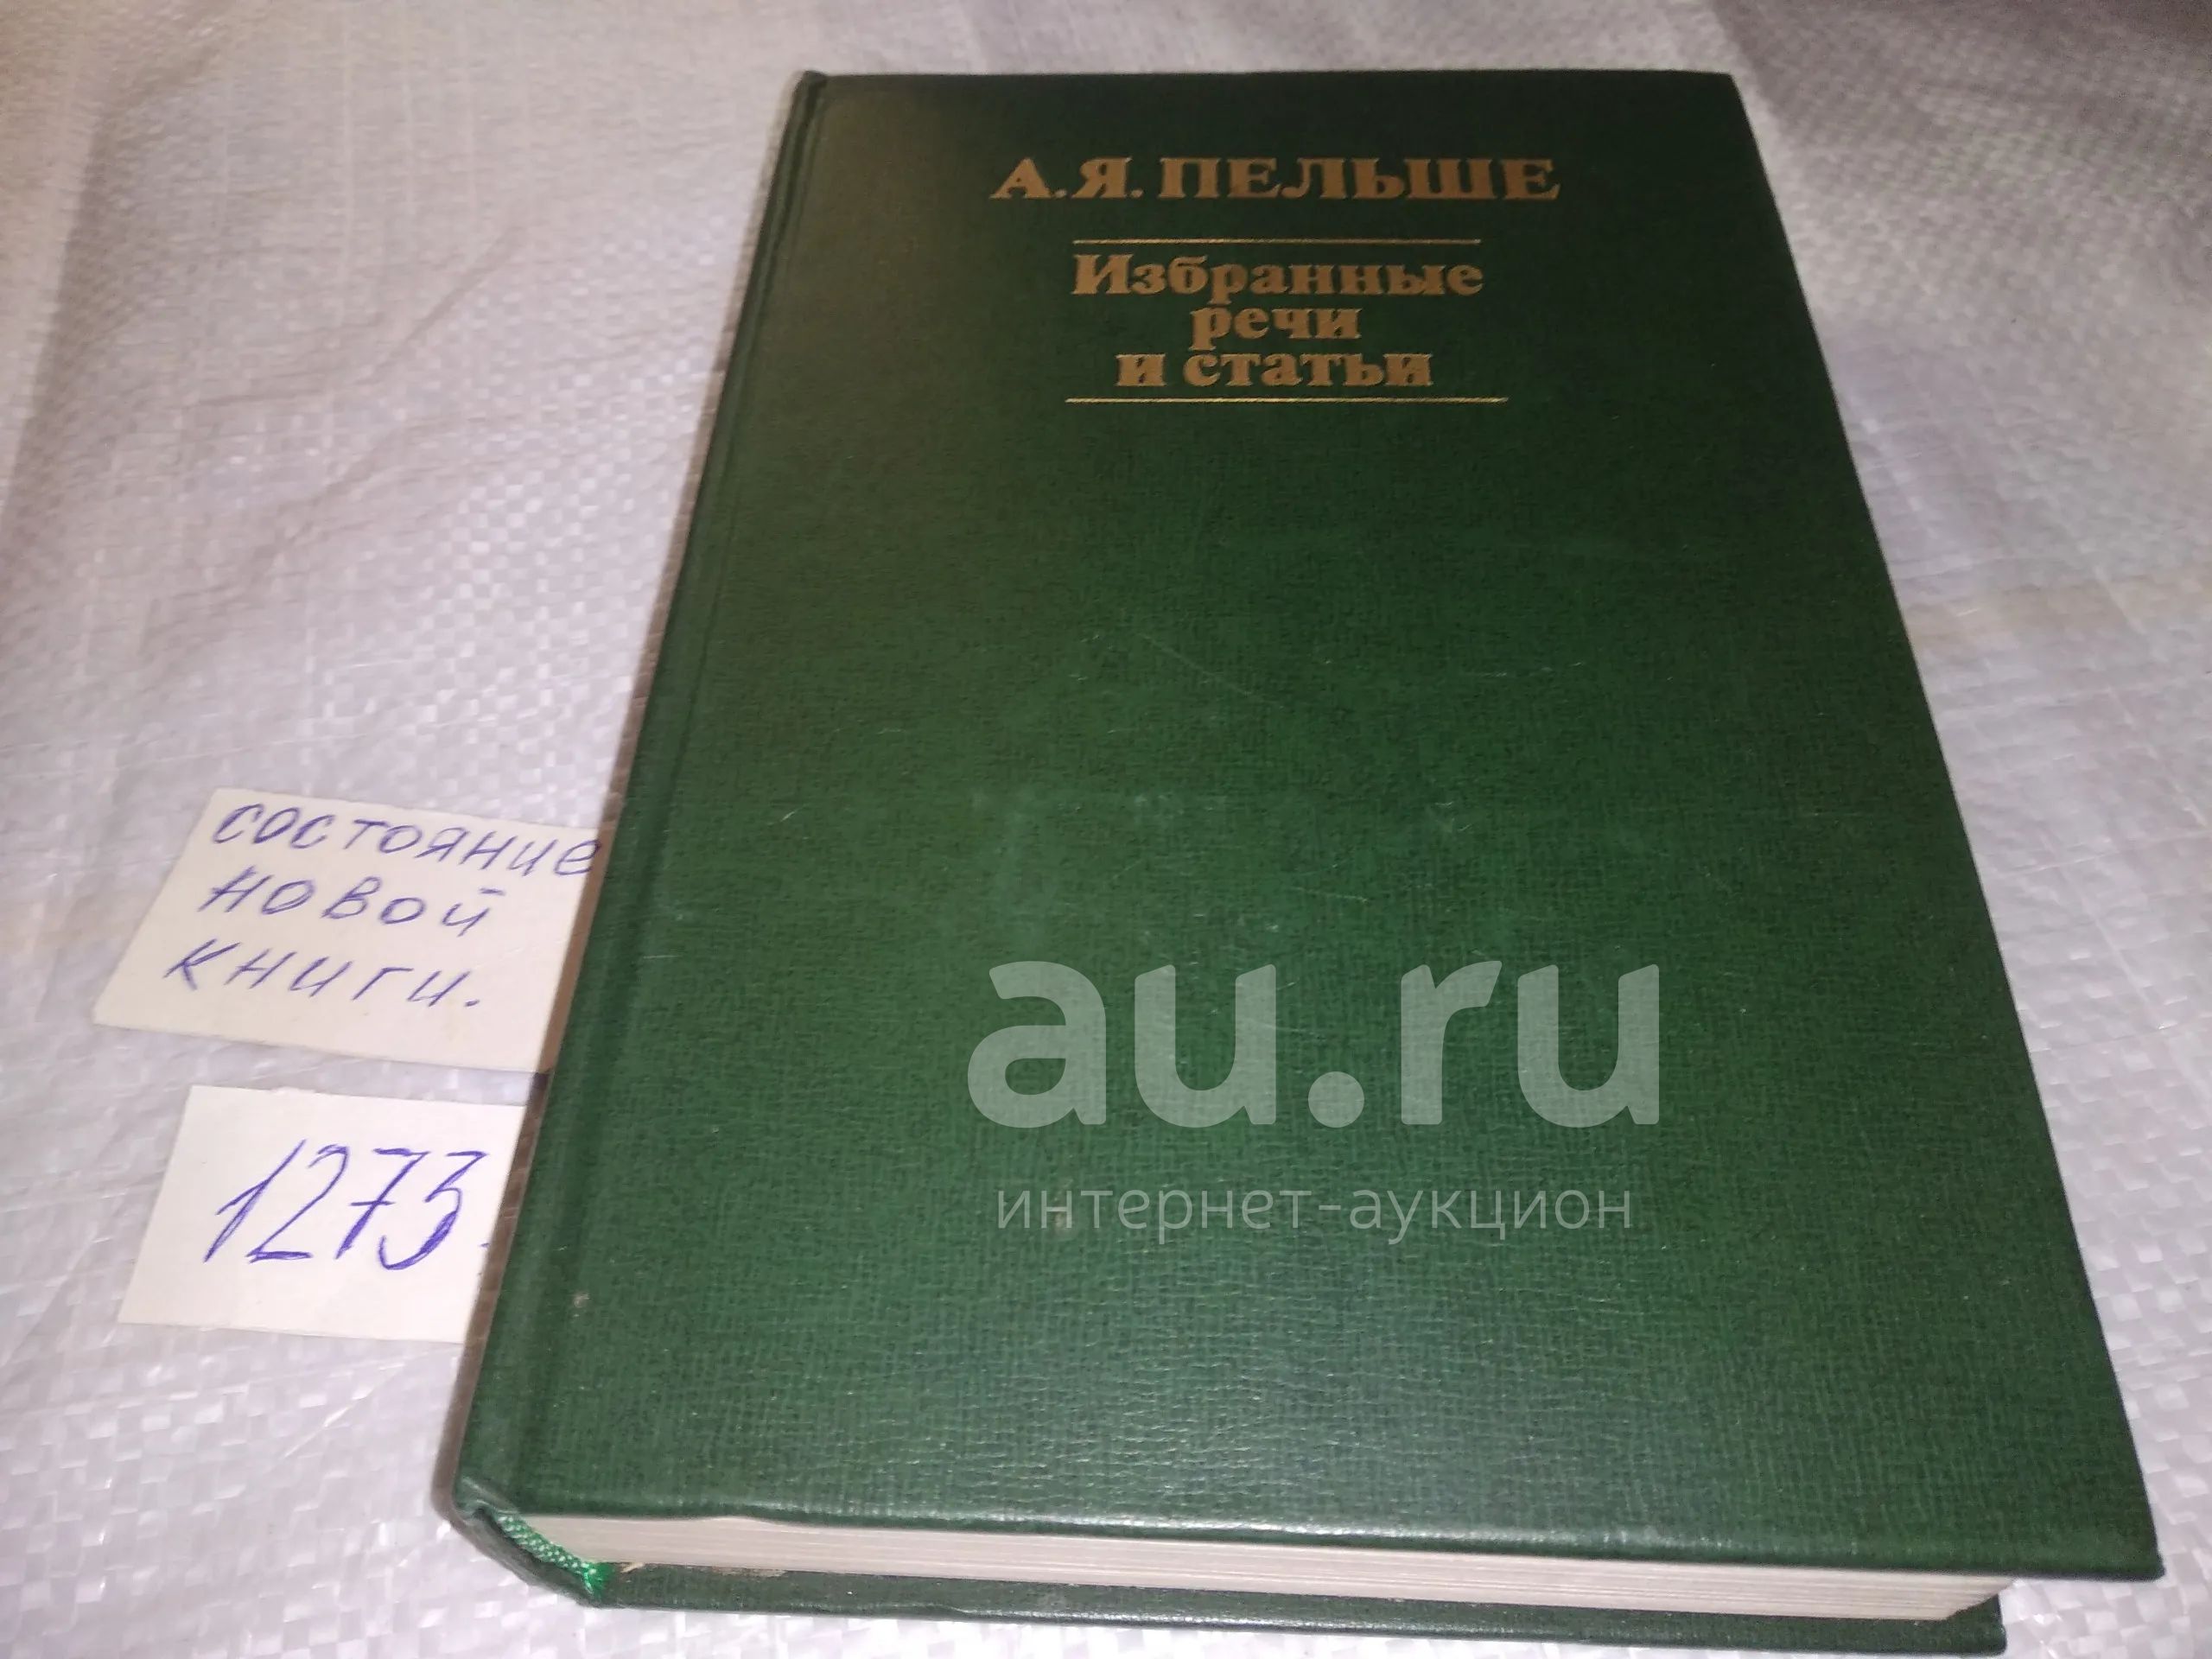 А.Я.ПЕЛЬШЕ
Избранные
речи
и статьи
состояние
новой
книги.
1273.
au.ru
интернет-аукцион